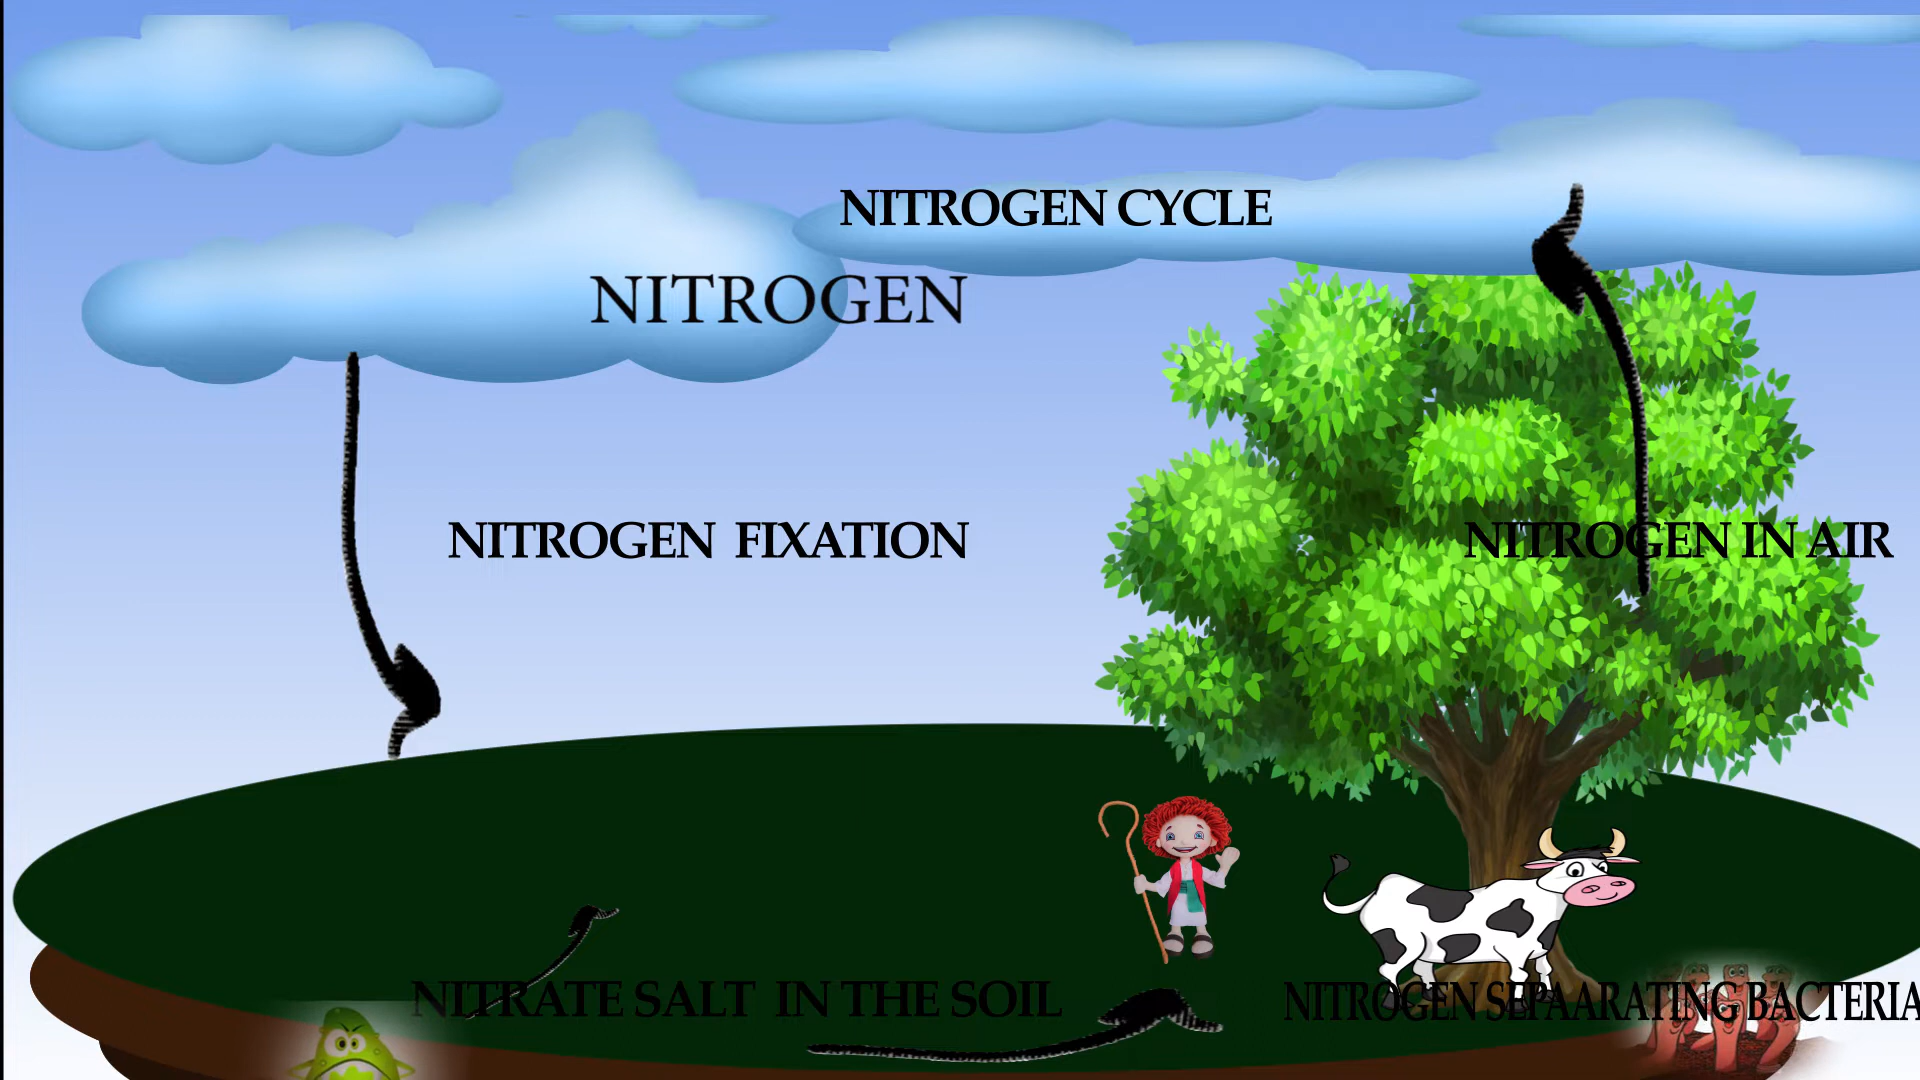 NITROGEN CYCLE
NITROGEN
NITROGEN FIXATION
NITROGEN IN AIR
NITRATE SALT IN THE SOIL
NITROGEN SEPAARATING BACTERIA